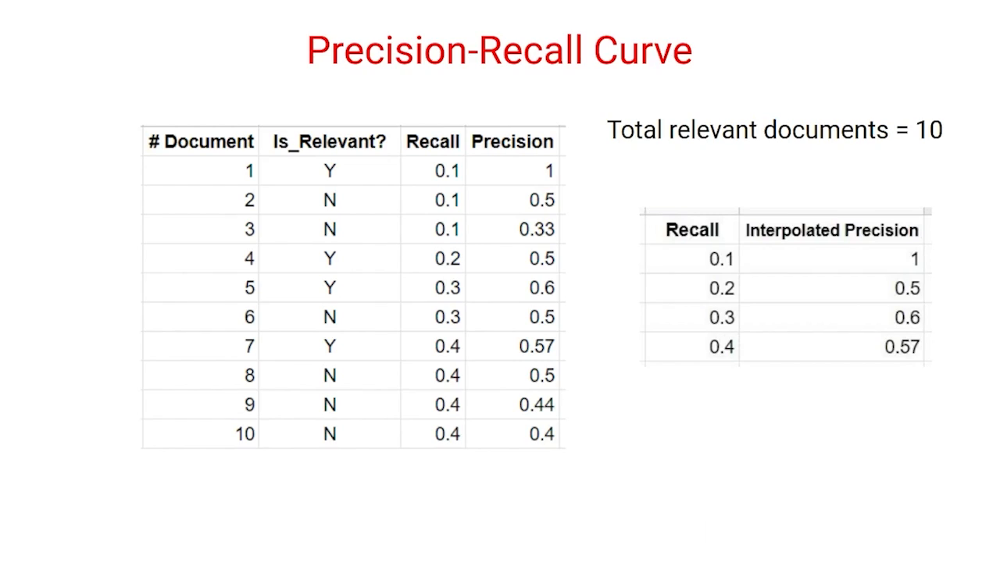 Precision-Recall Curve
Total relevant documents = 10
# Document Is_Relevant? Recall Precision
1 Y 0.1 1
2 N 0.1 0.5
3 N 0.1 0.33
4 Y 0.2 0.5
5 Y 0.3 0.6
6 N 0.3 0.5
7 Y 0.4 0.57
8 N 0.4 0.5
9 N 0.4 0.44
10 N 0.4 0.4
Recall Interpolated Precision
0.1 1
0.2 0.5
0.3 0.6
0.4 0.57